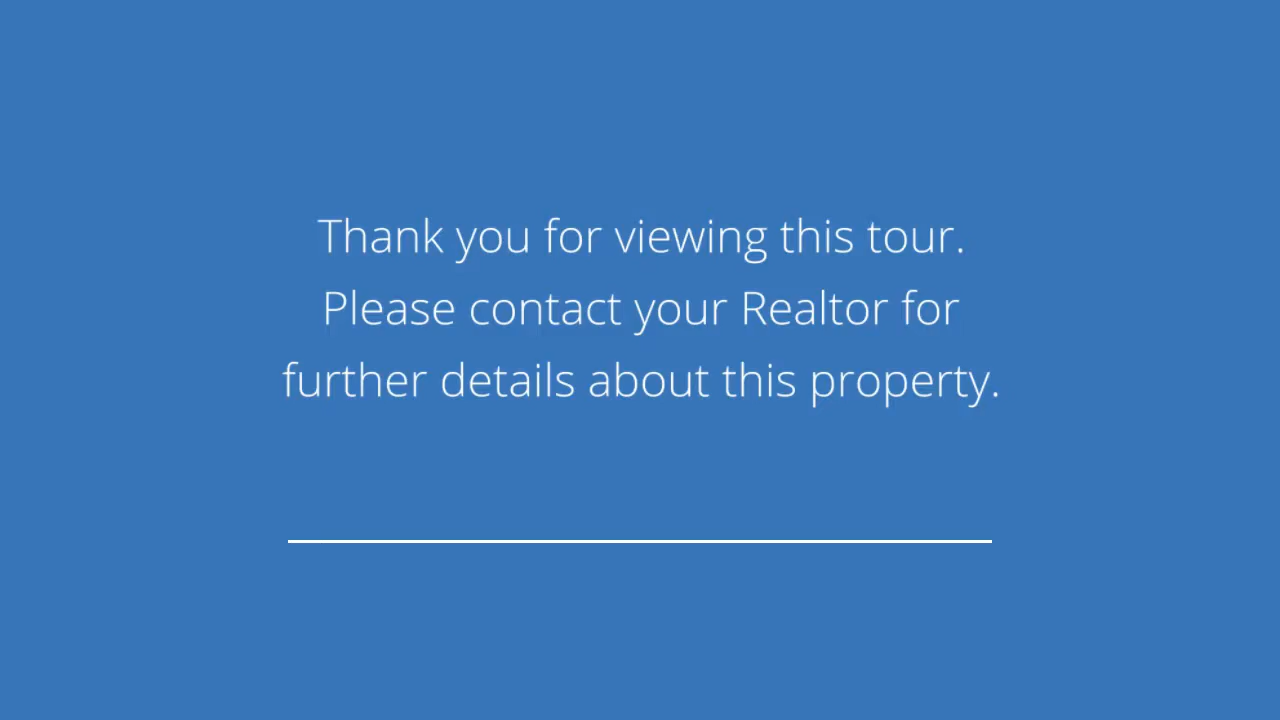 Thank you for viewing this tour.
Please contact your Realtor for
further details about this property.